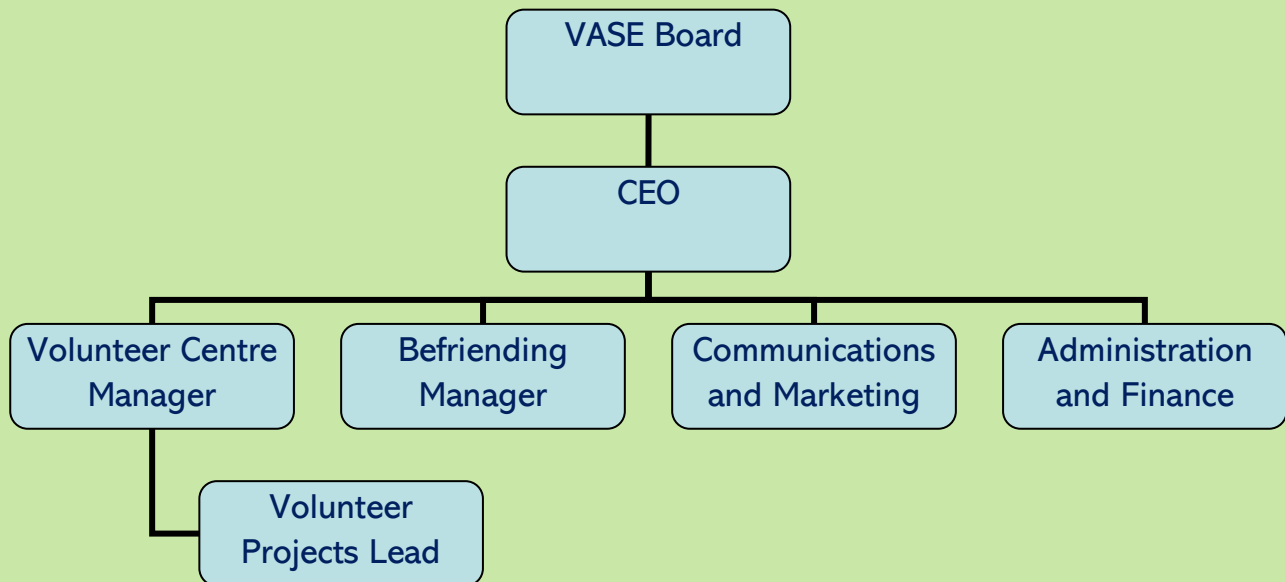 VASE Board
CEO
Volunteer Centre
Manager
Befriending
Manager
Communications
and Marketing
Administration
and Finance
Volunteer
Projects Lead